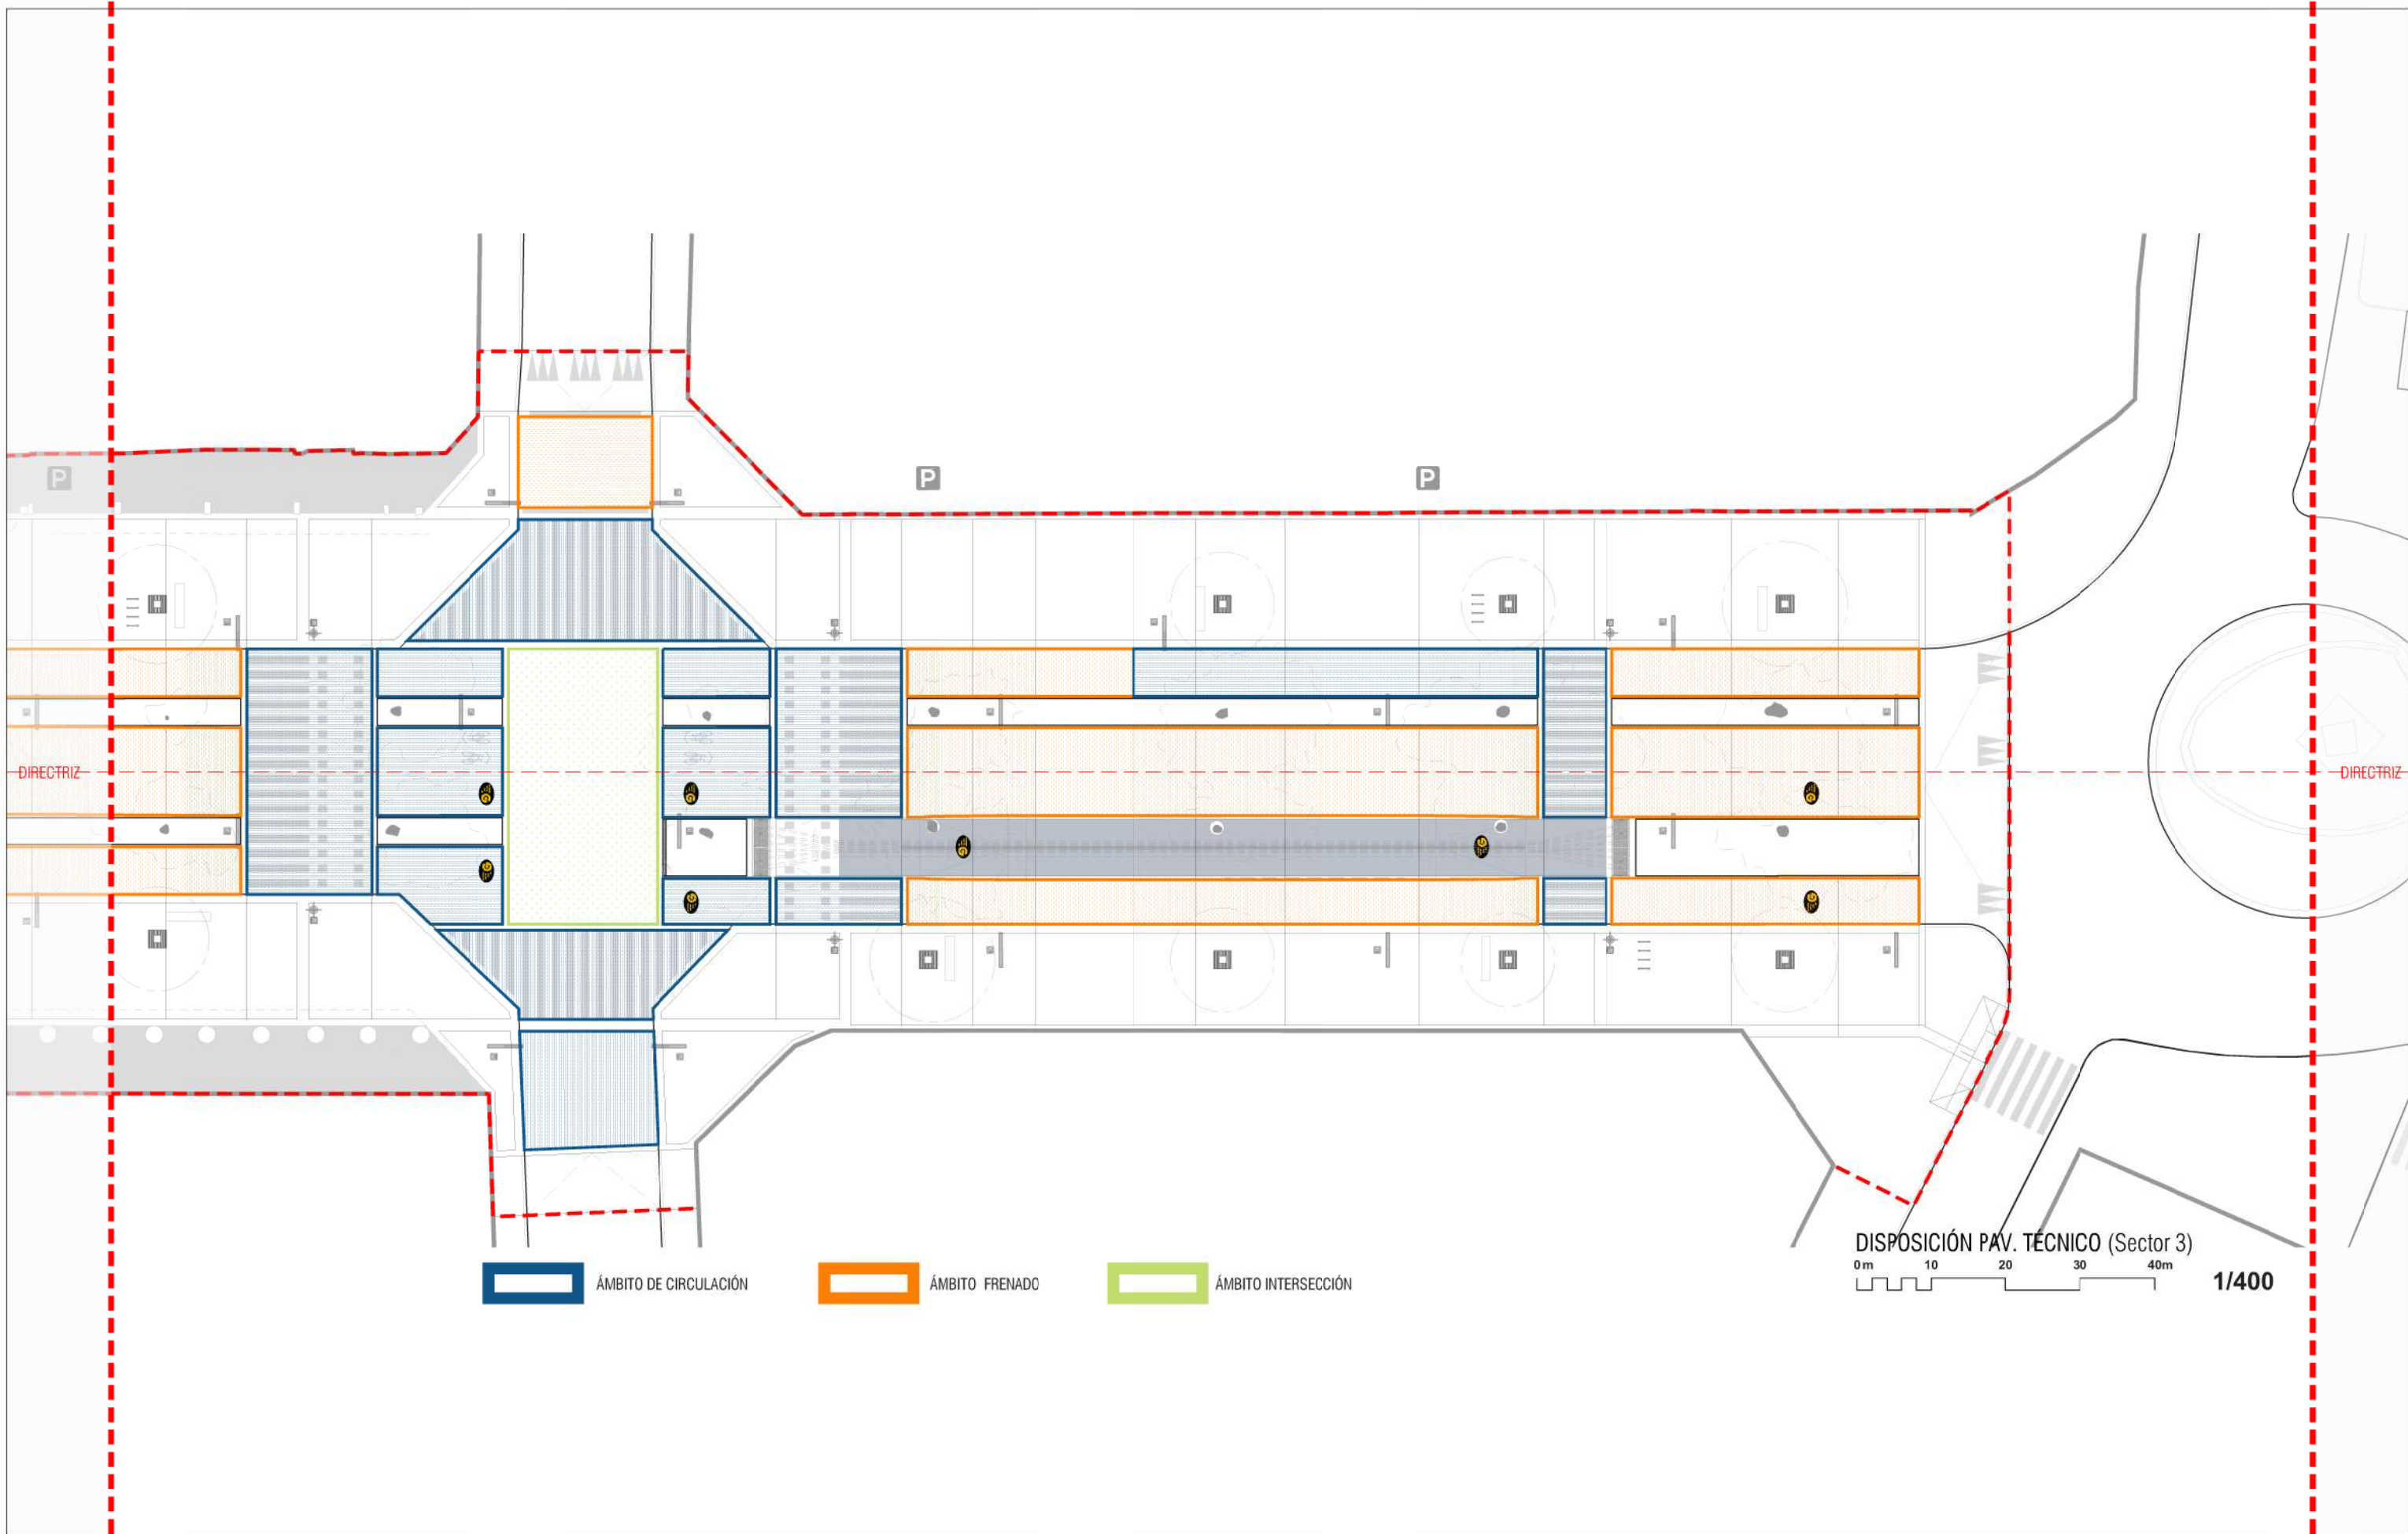 P
P
P
DIRECTRIZ
DIRECTRIZ
ÁMBITO DE CIRCULACIÓN
ÁMBITO FRENADO
ÁMBITO INTERSECCIÓN
DISPOSICIÓN PAV. TÉCNICO (Sector 3)
0 m 10 20 30 40m
1/400